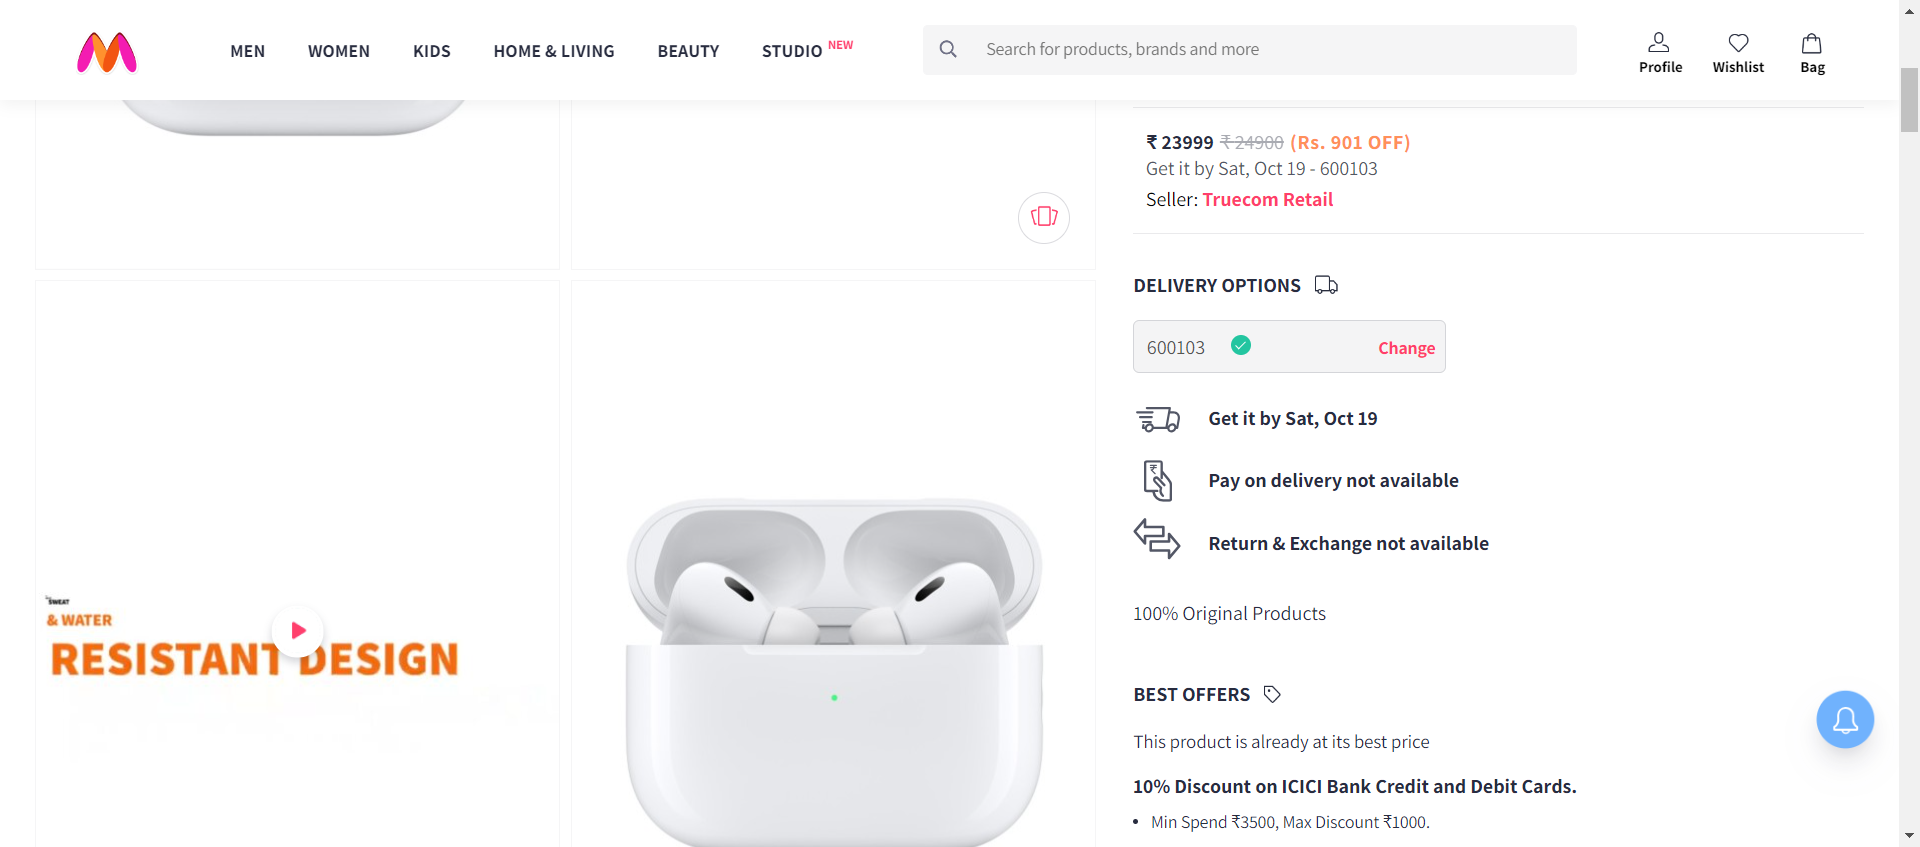 MEN WOMEN KIDS HOME & LIVING BEAUTY STUDIO NEW
Search for products, brands and more
Profile Wishlist Bag
₹ 23999 ₹ 24900 (Rs. 901 OFF)
Get it by Sat, Oct 19 - 600103
Seller: Truecom Retail
DELIVERY OPTIONS
600103 Change
Get it by Sat, Oct 19
Pay on delivery not available
Return & Exchange not available
100% Original Products
BEST OFFERS
This product is already at its best price
10% Discount on ICICI Bank Credit and Debit Cards.
• Min Spend ₹3500, Max Discount ₹1000.
SWEAT
& WATER
RESISTANT DESIGN